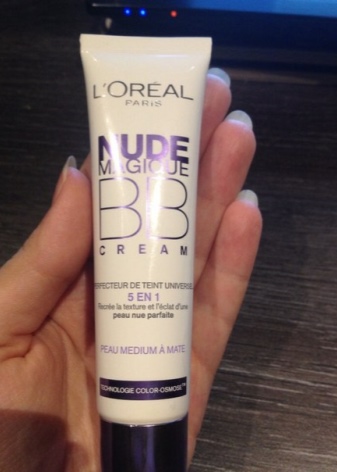 L'ORÉAL
PARIS
NUDE
MAGIQUE
BB
CREAM
PERFECTEUR DE TEINT UNIVERSEL
5 EN 1
Recrée la texture et l'éclat d'une
peau nue parfaite
PEAU MEDIUM À MATE
TECHNOLOGIE COLOR-OSMOSE™